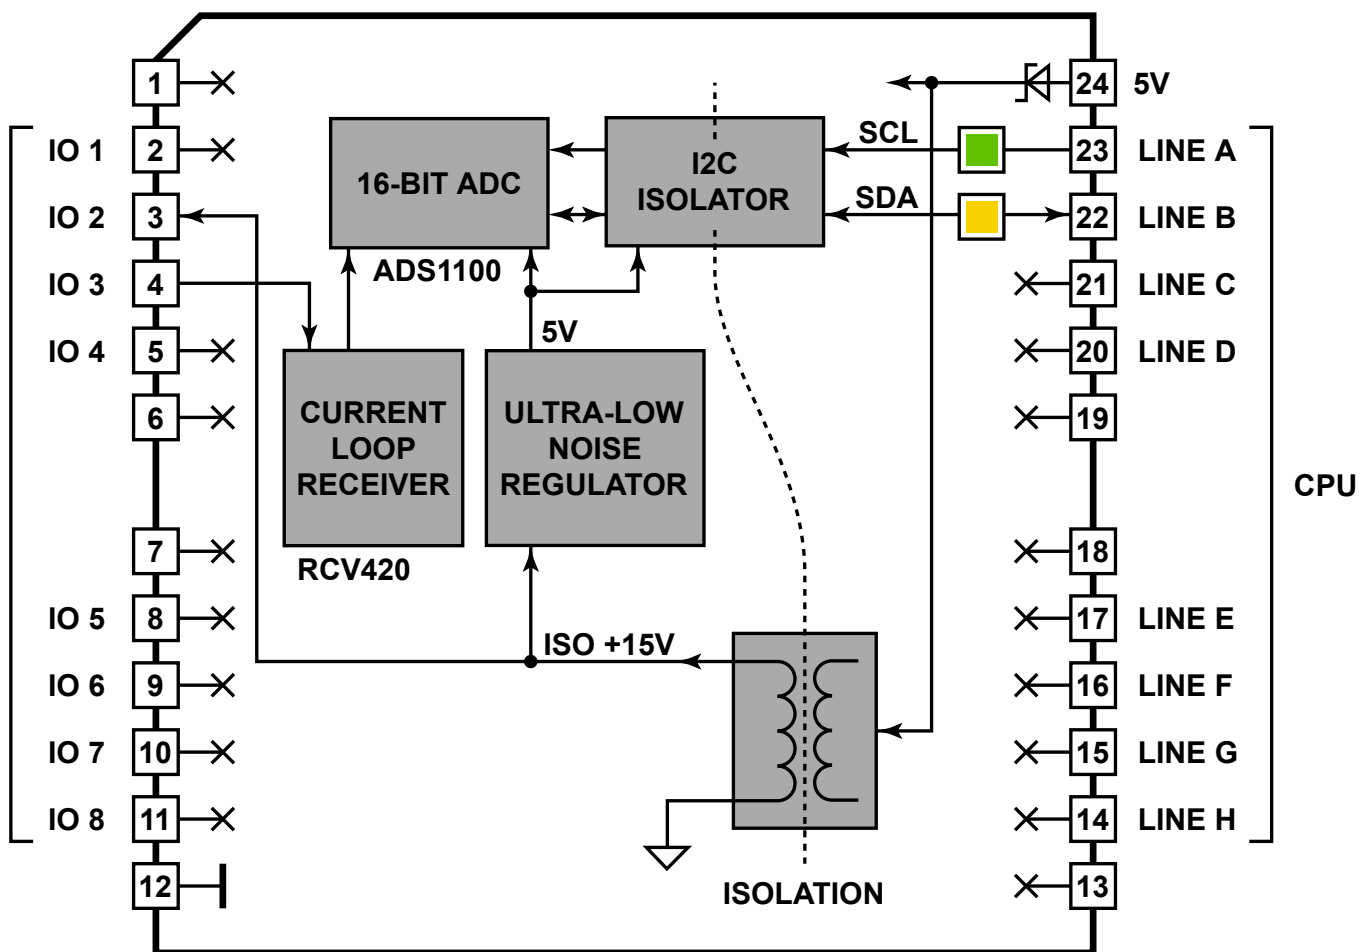 1
24
5V
IO 1
2
SCL
23
LINE A
16-BIT ADC
I2C
ISOLATOR
IO 2
3
SDA
22
LINE B
ADS1100
IO 3
4
21
LINE C
5V
IO 4
5
20
LINE D
6
CURRENT
LOOP
RECEIVER
ULTRA-LOW
NOISE
REGULATOR
19
CPU
7
RCV420
18
IO 5
8
17
LINE E
ISO +15V
IO 6
9
16
LINE F
IO 7
10
15
LINE G
IO 8
11
14
LINE H
12
ISOLATION
13